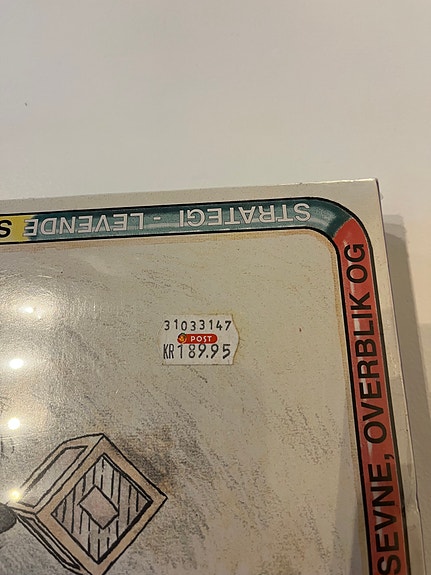 STRATEGI - LEVENDE S
SEVNE, OVERBLIK OG
31033147
POST
KR189.95